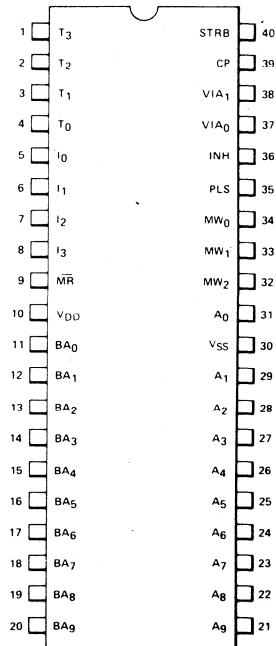 1 T3 STRB 40
2 T2 CP 39
3 T1 VIA1 38
4 T0 VIA0 37
5 I0 INH 36
6 I1 PLS 35
7 I2 MW0 34
8 I3 MW1 33
9 M̅R̅ MW2 32
10 VDD A0 31
11 BA0 VSS 30
12 BA1 A1 29
13 BA2 A2 28
14 BA3 A3 27
15 BA4 A4 26
16 BA5 A5 25
17 BA6 A6 24
18 BA7 A7 23
19 BA8 A8 22
20 BA9 A9 21